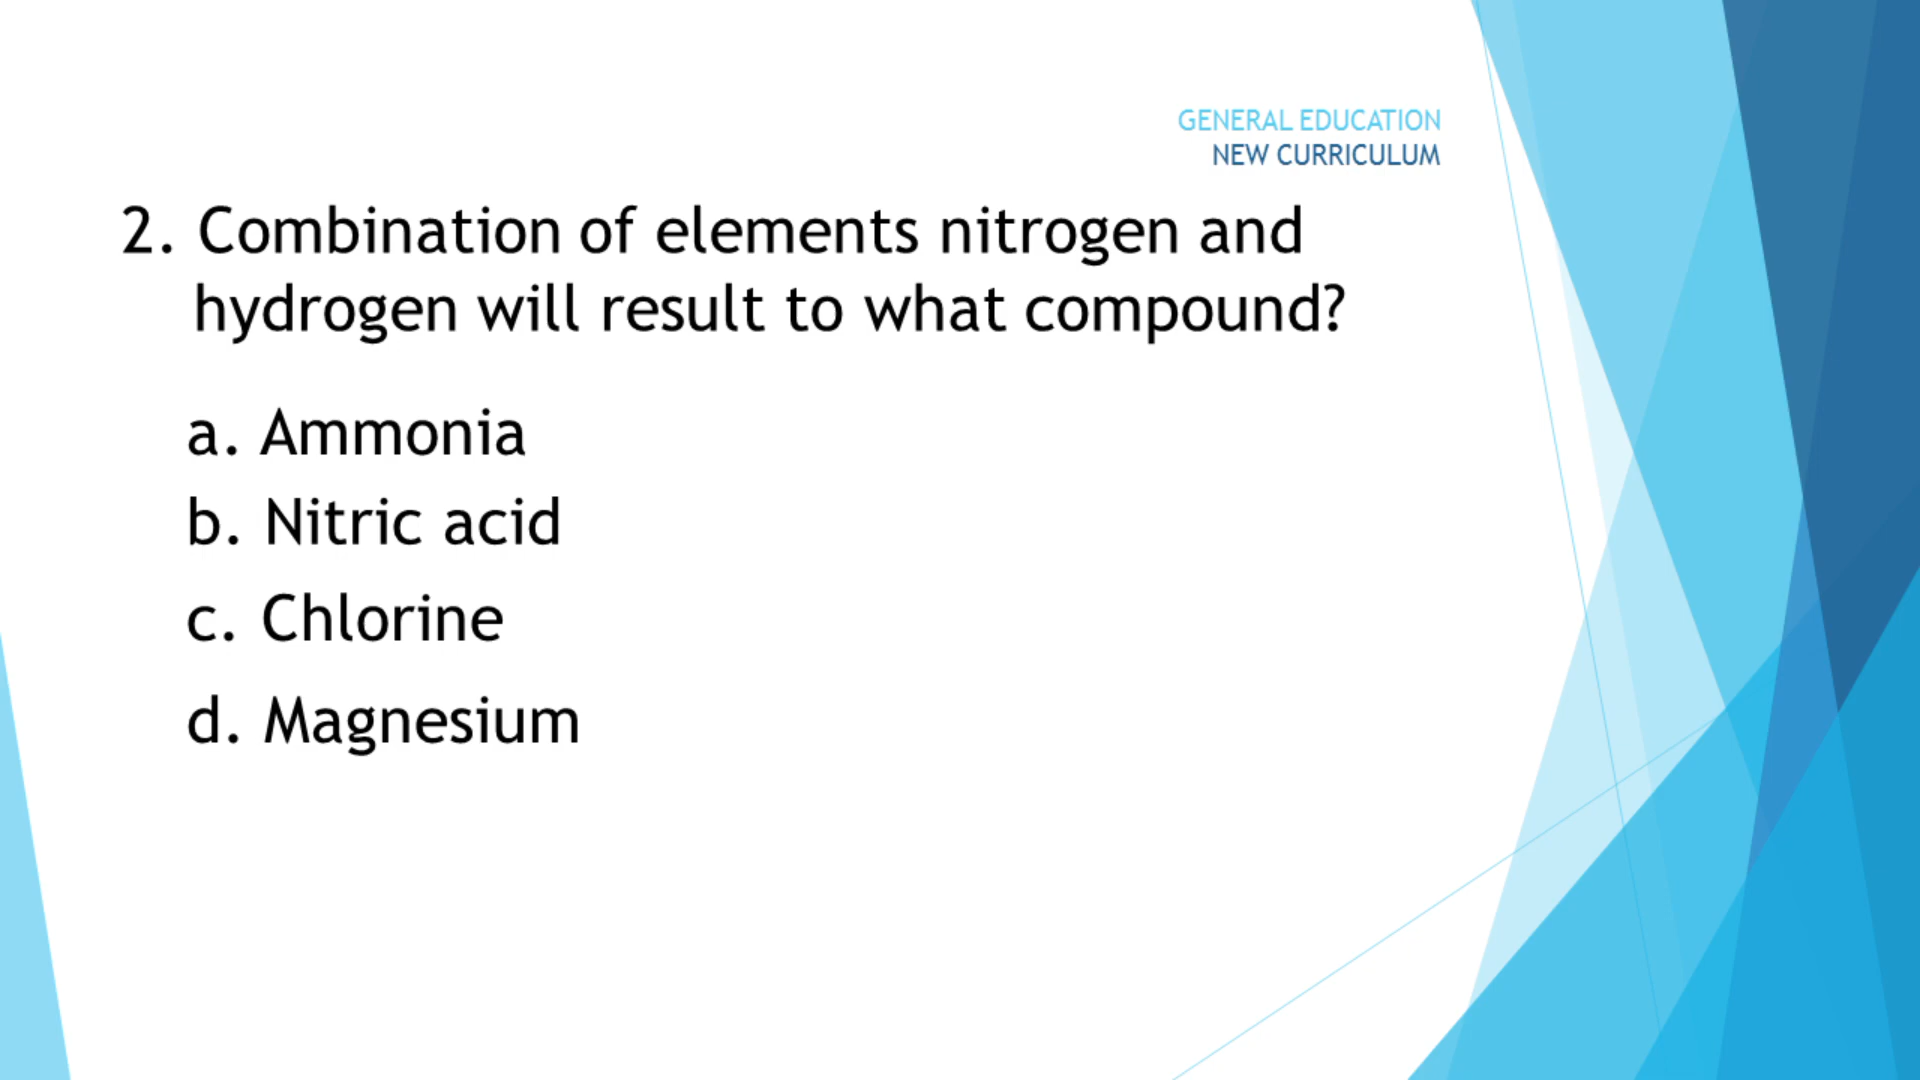 GENERAL EDUCATION
NEW CURRICULUM
2. Combination of elements nitrogen and
hydrogen will result to what compound?
a. Ammonia
b. Nitric acid
c. Chlorine
d. Magnesium